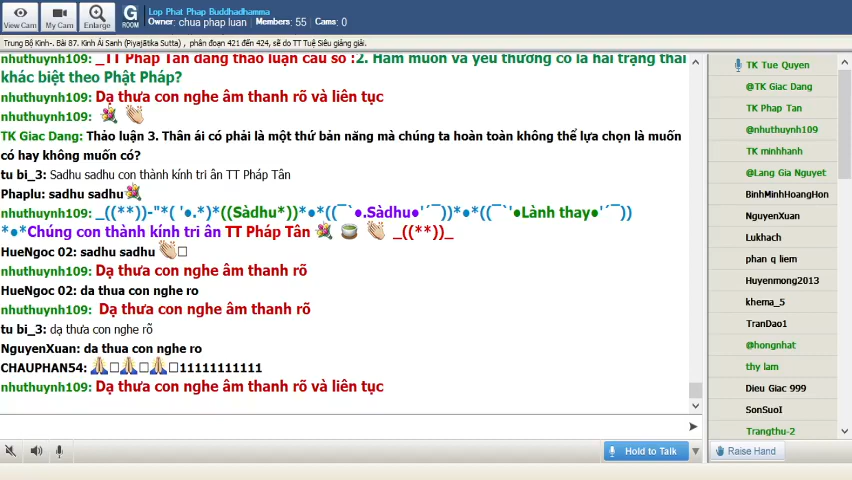 View Cam
My Cam
Enlarge
G
ROOM
Lop Phat Phap Buddhadhamma
Owner: chua phap luan Members: 55 Cams: 0
Trung Bộ Kinh-. Bài 87. Kinh Ái Sanh (Piyajātika Sutta) , phân đoạn 421 đến 424, sẽ do TT Tuệ Siêu giảng giải.
nhuthuynh109: _TT Pháp Tân đang thảo luận câu số :2. Ham muốn và yêu thương có là hai trạng thái
khác biệt theo Phật Pháp?
nhuthuynh109: Dạ thưa con nghe âm thanh rõ và liên tục
nhuthuynh109:
TK Giac Dang: Thảo luận 3. Thân ái có phải là một thứ bản năng mà chúng ta hoàn toàn không thể lựa chọn là muốn
có hay không muốn có?
tu bi_3: Sadhu sadhu con thành kính tri ân TT Pháp Tân
Phaplu: sadhu sadhu
nhuthuynh109: _((**))-"*( '●.*)*((Sàdhu*))*●*((¯`●.Sàdhu●'´¯))*●*((¯`'●Lành thay●'´¯))
*●*Chúng con thành kính tri ân TT Pháp Tân _((**))_
HueNgoc 02: sadhu sadhu
nhuthuynh109: Dạ thưa con nghe âm thanh rõ
HueNgoc 02: da thua con nghe ro
nhuthuynh109: Dạ thưa con nghe âm thanh rõ
tu bi_3: dạ thưa con nghe rõ
NguyenXuan: da thua con nghe ro
CHAUPHAN54: 11111111111
nhuthuynh109: Dạ thưa con nghe âm thanh rõ và liên tục
Hold to Talk
TK Tue Quyen
@TK Giac Dang
TK Phap Tan
@nhuthuynh109
TK minhhanh
@Lang Gia Nguyet
BinhMinhHoangHon
NguyenXuan
Lukhach
phan q liem
Huyenmong2013
khema_5
TranDao1
@hongnhat
thy lam
Dieu Giac 999
SonSuoI
Trangthu-2
Raise Hand